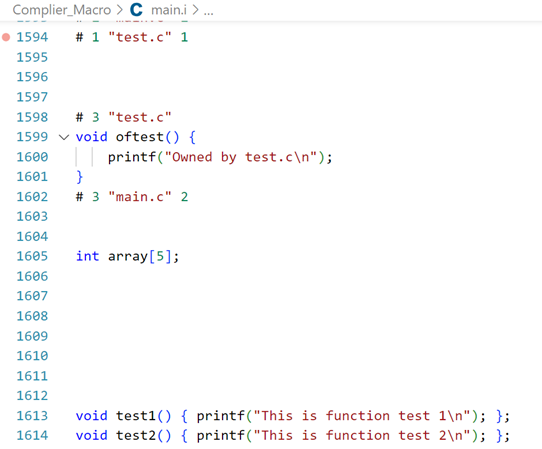 Complier_Macro > C main.i > ...
1594 # 1 "test.c" 1
1595
1596
1597
1598 # 3 "test.c"
1599 void oftest() {
1600 printf("Owned by test.c\n");
1601 }
1602 # 3 "main.c" 2
1603
1604
1605 int array[5];
1606
1607
1608
1609
1610
1611
1612
1613 void test1() { printf("This is function test 1\n"); };
1614 void test2() { printf("This is function test 2\n"); };